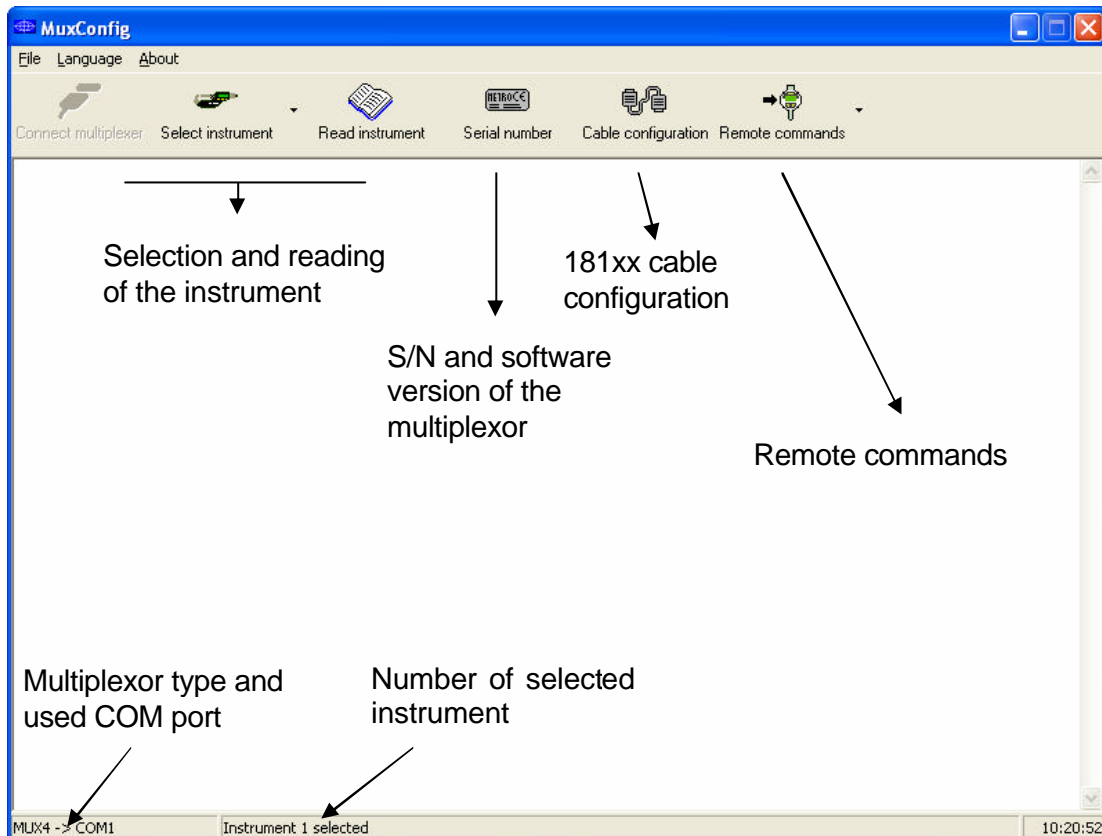 MuxConfig
File Language About
Connect multiplexer Select instrument Read instrument Serial number Cable configuration Remote commands
METROCE
Selection and reading
of the instrument
181xx cable
configuration
S/N and software
version of the
multiplexor
Remote commands
Multiplexor type and
used COM port
Number of selected
instrument
MUX4 -> COM1 Instrument 1 selected 10:20:52